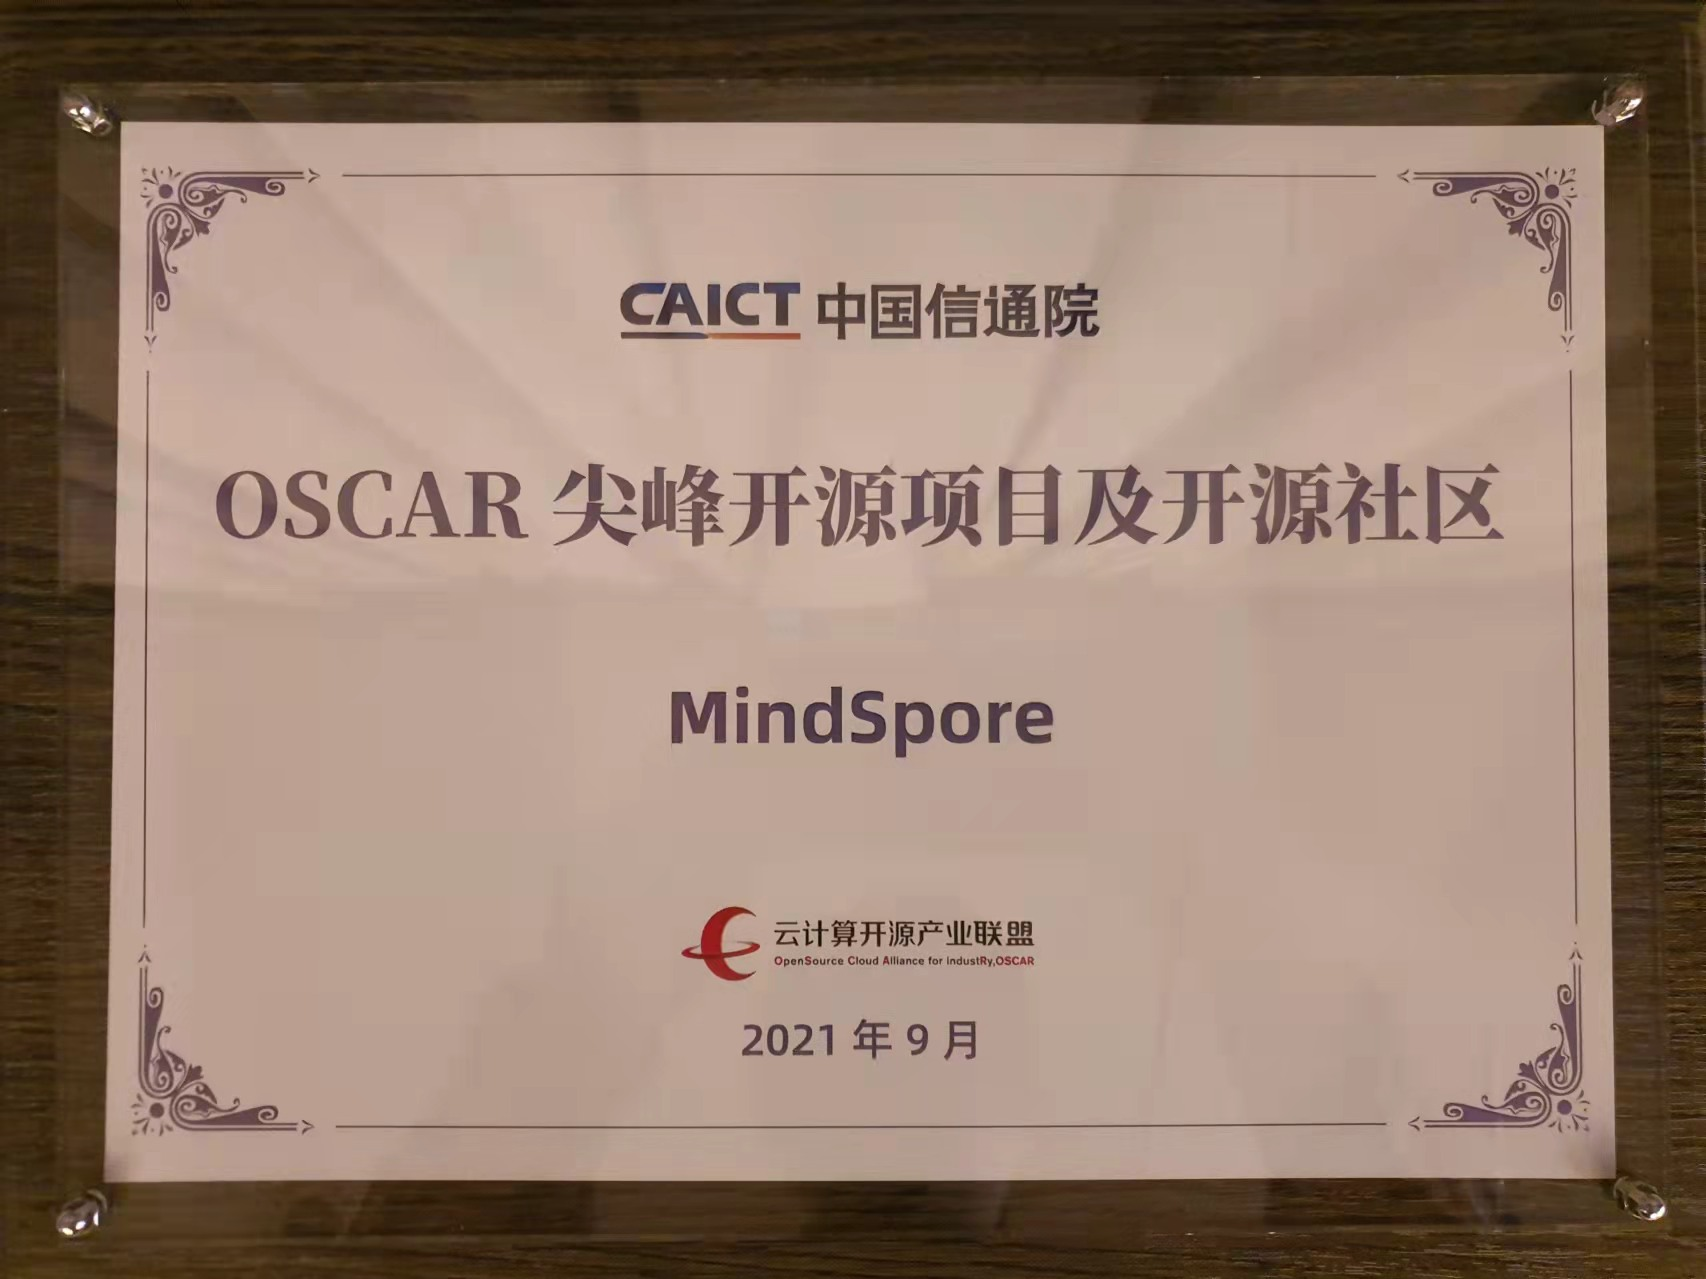 CAICT 中国信通院
OSCAR 尖峰开源项目及开源社区
MindSpore
云计算开源产业联盟
OpenSource Cloud Alliance for industRy,OSCAR
2021 年 9 月